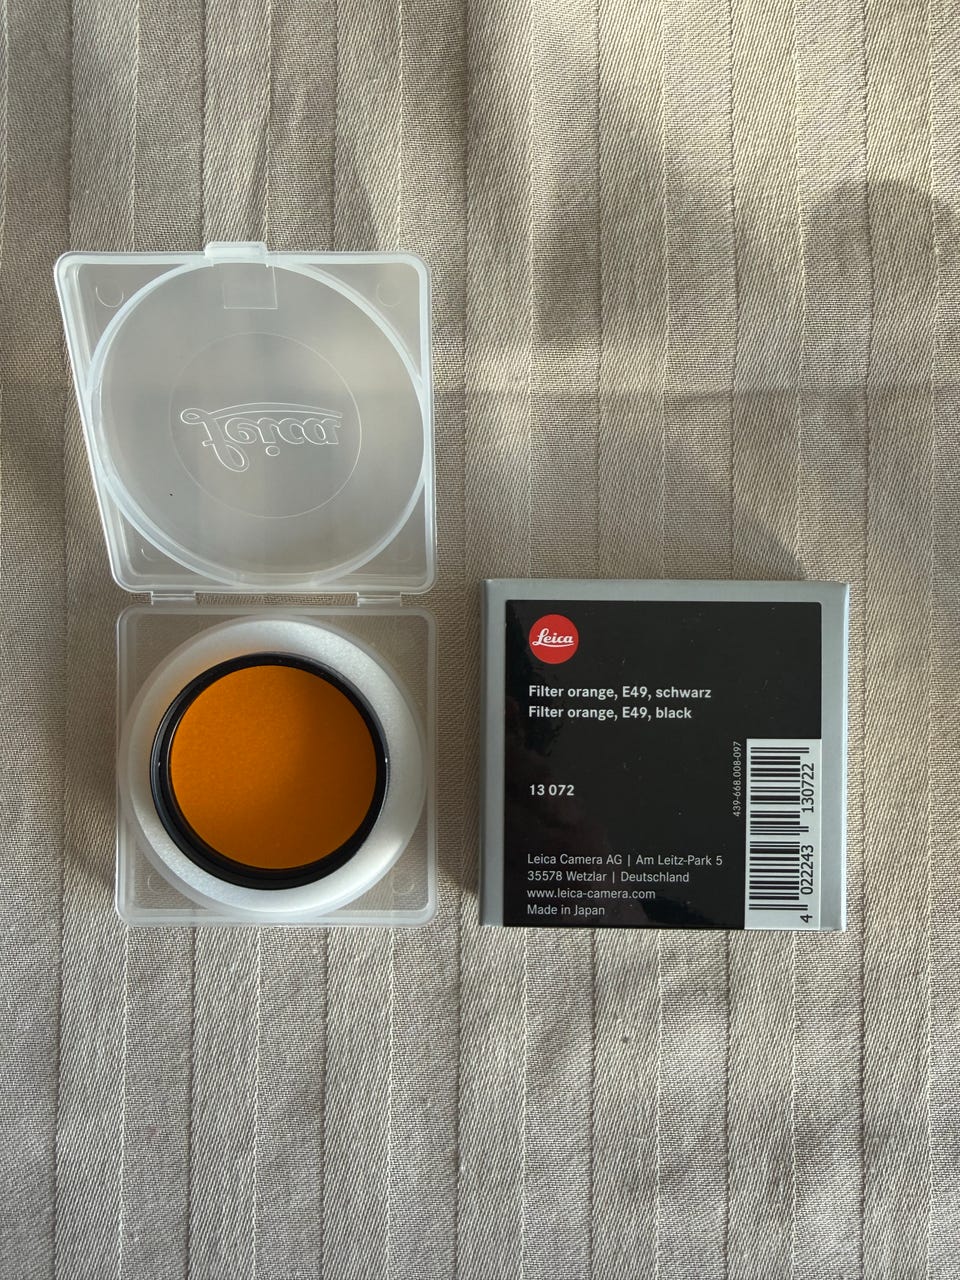 Leica
Leica
Filter orange, E49, schwarz
Filter orange, E49, black
439-668.008-097
13 072
4 022243 130722
Leica Camera AG | Am Leitz-Park 5
35578 Wetzlar | Deutschland
www.leica-camera.com
Made in Japan